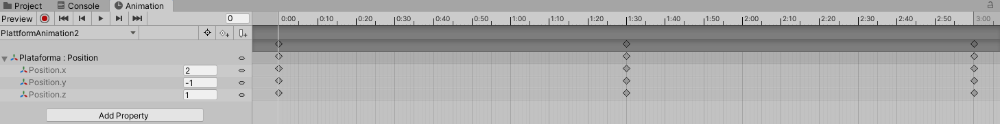 Project Console Animation
Preview 0 0:00 0:10 0:20 0:30 0:40 0:50 1:00 1:10 1:20 1:30 1:40 1:50 2:00 2:10 2:20 2:30 2:40 2:50 3:00
PlattformAnimation2
Plataforma : Position
Position.x 2
Position.y -1
Position.z 1
Add Property